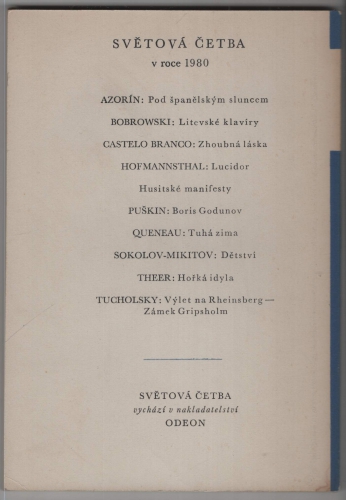 SVĚTOVÁ ČETBA
v roce 1980
AZORÍN: Pod španělským sluncem
BOBROWSKI: Litevské klavíry
CASTELO BRANCO: Zhoubná láska
HOFMANNSTHAL: Lucidor
Husitské manifesty
PUŠKIN: Boris Godunov
QUENEAU: Tuhá zima
SOKOLOV-MIKITOV: Dětství
THEER: Hořká idyla
TUCHOLSKY: Výlet na Rheinsberg —
Zámek Gripsholm
SVĚTOVÁ ČETBA
vychází v nakladatelství
ODEON